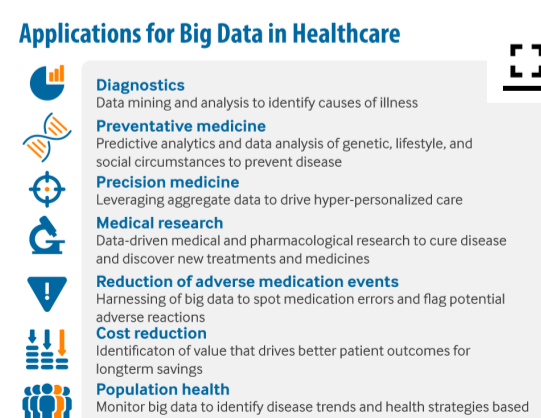 Applications for Big Data in Healthcare
Diagnostics
Data mining and analysis to identify causes of illness
Preventative medicine
Predictive analytics and data analysis of genetic, lifestyle, and
social circumstances to prevent disease
Precision medicine
Leveraging aggregate data to drive hyper-personalized care
Medical research
Data-driven medical and pharmacological research to cure disease
and discover new treatments and medicines
Reduction of adverse medication events
Harnessing of big data to spot medication errors and flag potential
adverse reactions
Cost reduction
Identificaton of value that drives better patient outcomes for
longterm savings
Population health
Monitor big data to identify disease trends and health strategies based